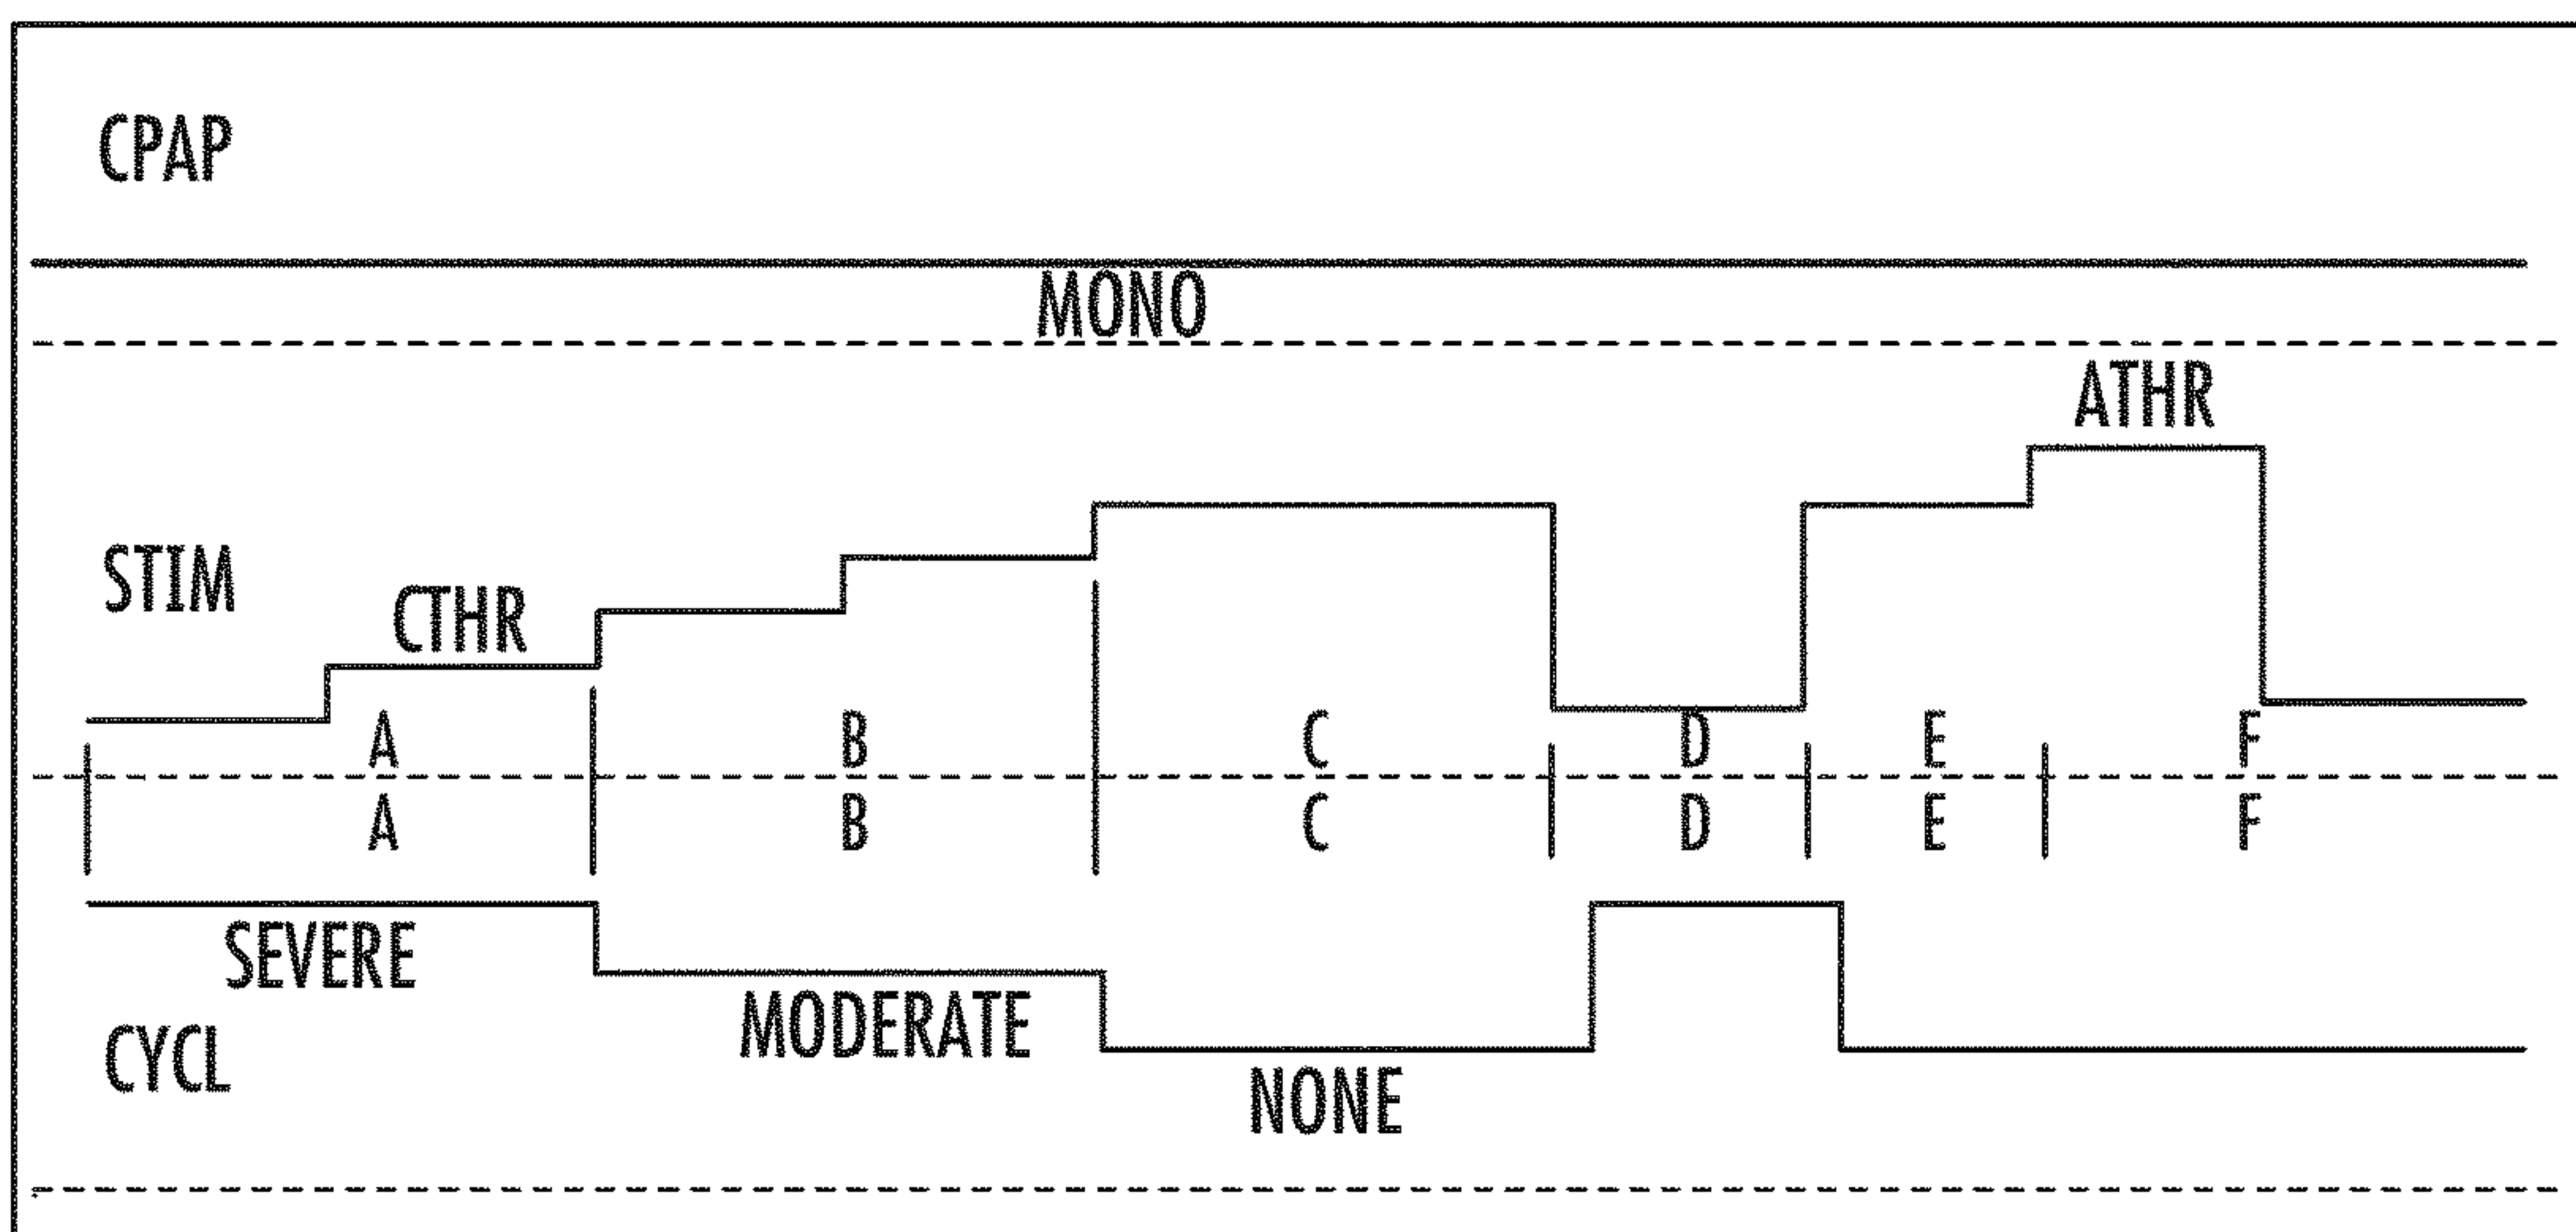 CPAP
MONO
ATHR
STIM
CTHR
A B C D E F
A B C D E F
SEVERE
MODERATE
CYCL
NONE